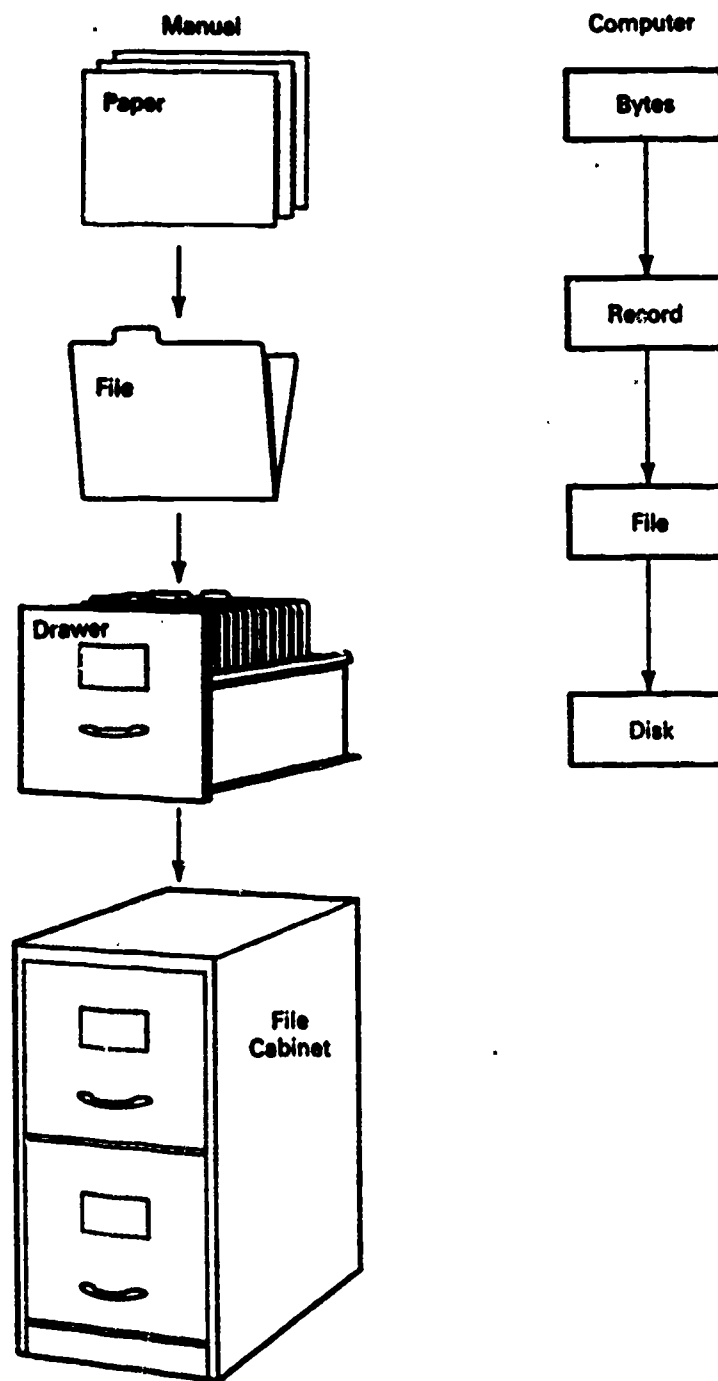 Manual
Paper
File
Drawer
File
Cabinet
Computer
Bytes
Record
File
Disk